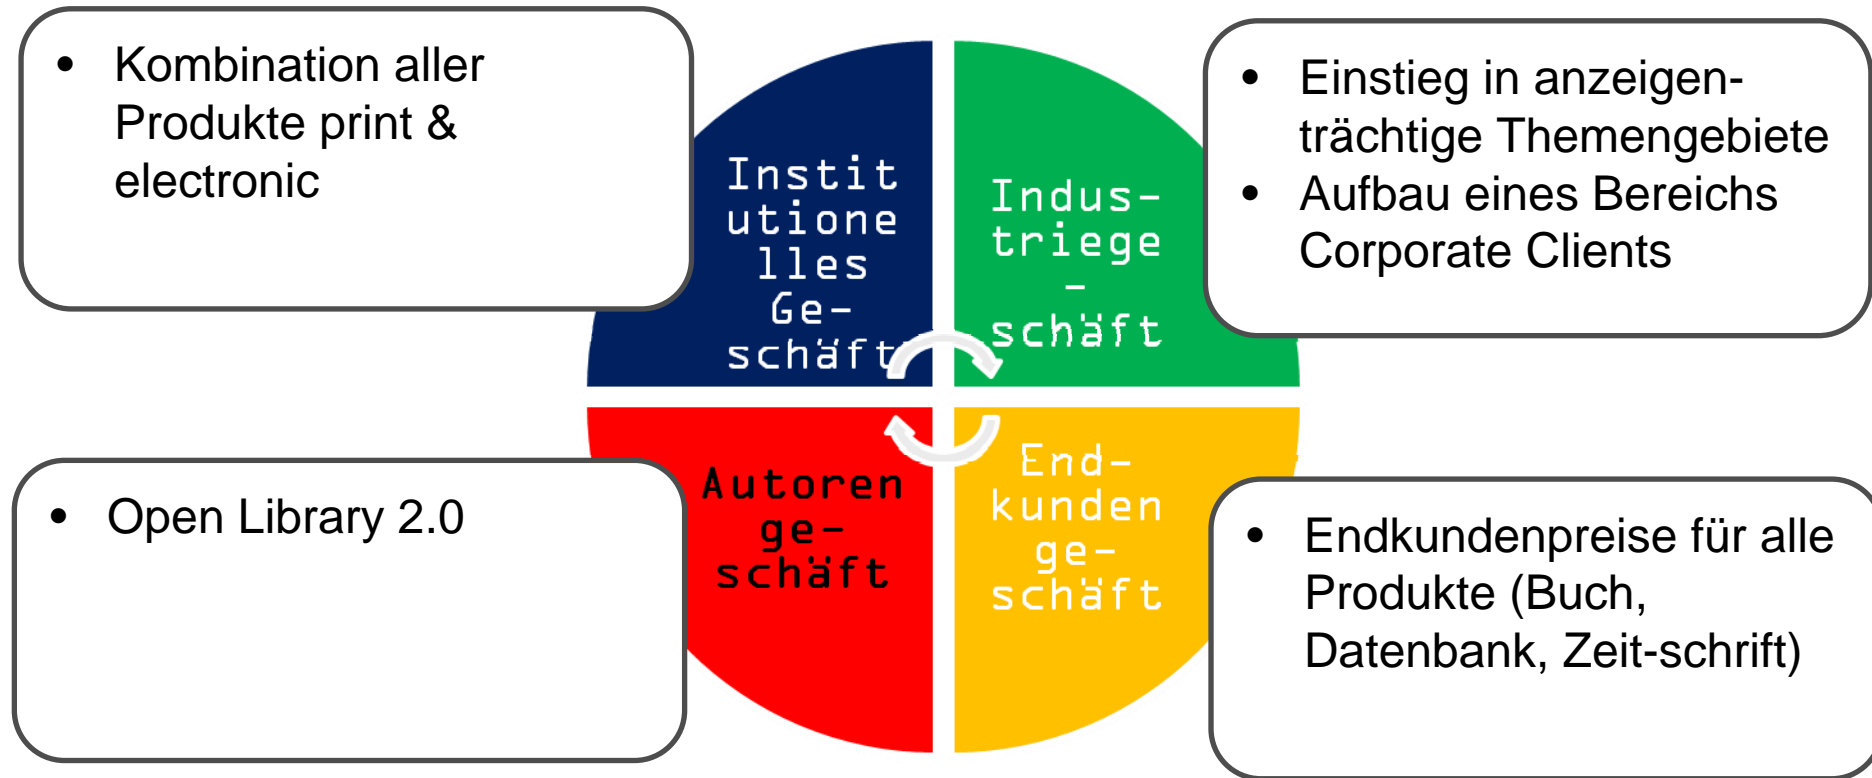 • Kombination aller
Produkte print &
electronic
Instit
utione
lles
Ge-
schäft
• Einstieg in anzeigen-
trächtige Themengebiete
• Aufbau eines Bereichs
Corporate Clients
Indus-
triege
-
schäft
• Open Library 2.0
Autoren
ge-
schäft
End-
kunden
ge-
schäft
• Endkundenpreise für alle
Produkte (Buch,
Datenbank, Zeit-schrift)